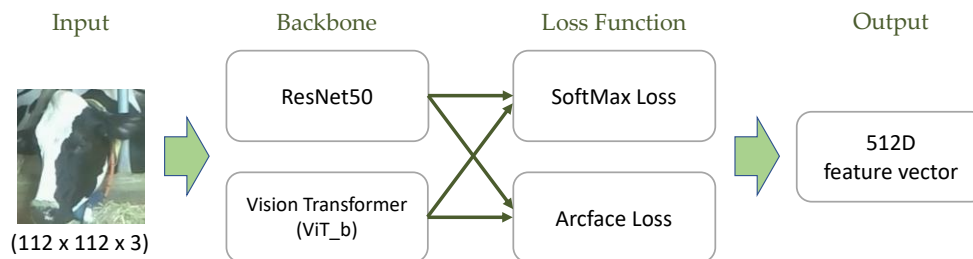 Input
Backbone
Loss Function
Output
ResNet50
SoftMax Loss
512D
feature vector
Vision Transformer
(ViT_b)
Arcface Loss
(112 x 112 x 3)